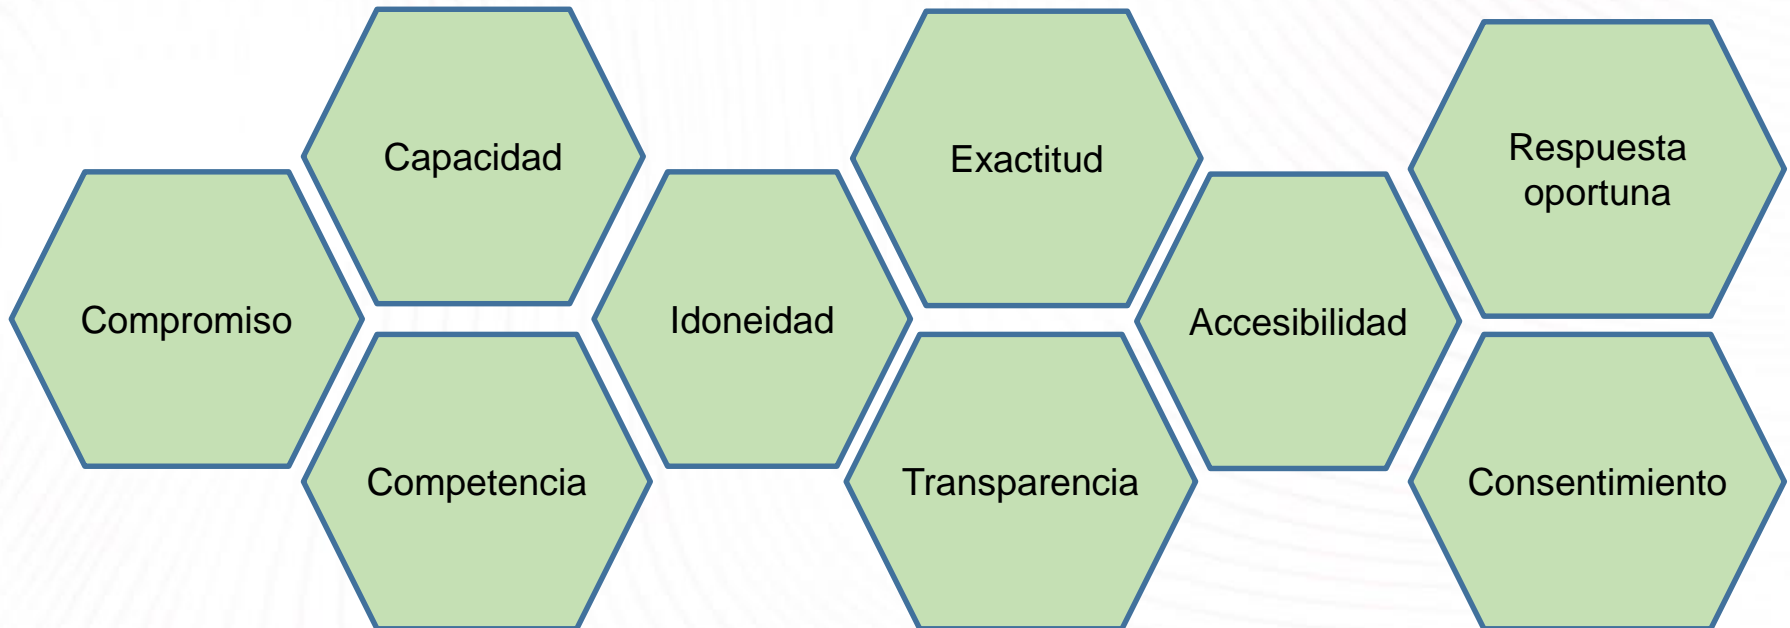 Capacidad
Exactitud
Respuesta
oportuna
Compromiso
Idoneidad
Accesibilidad
Competencia
Transparencia
Consentimiento